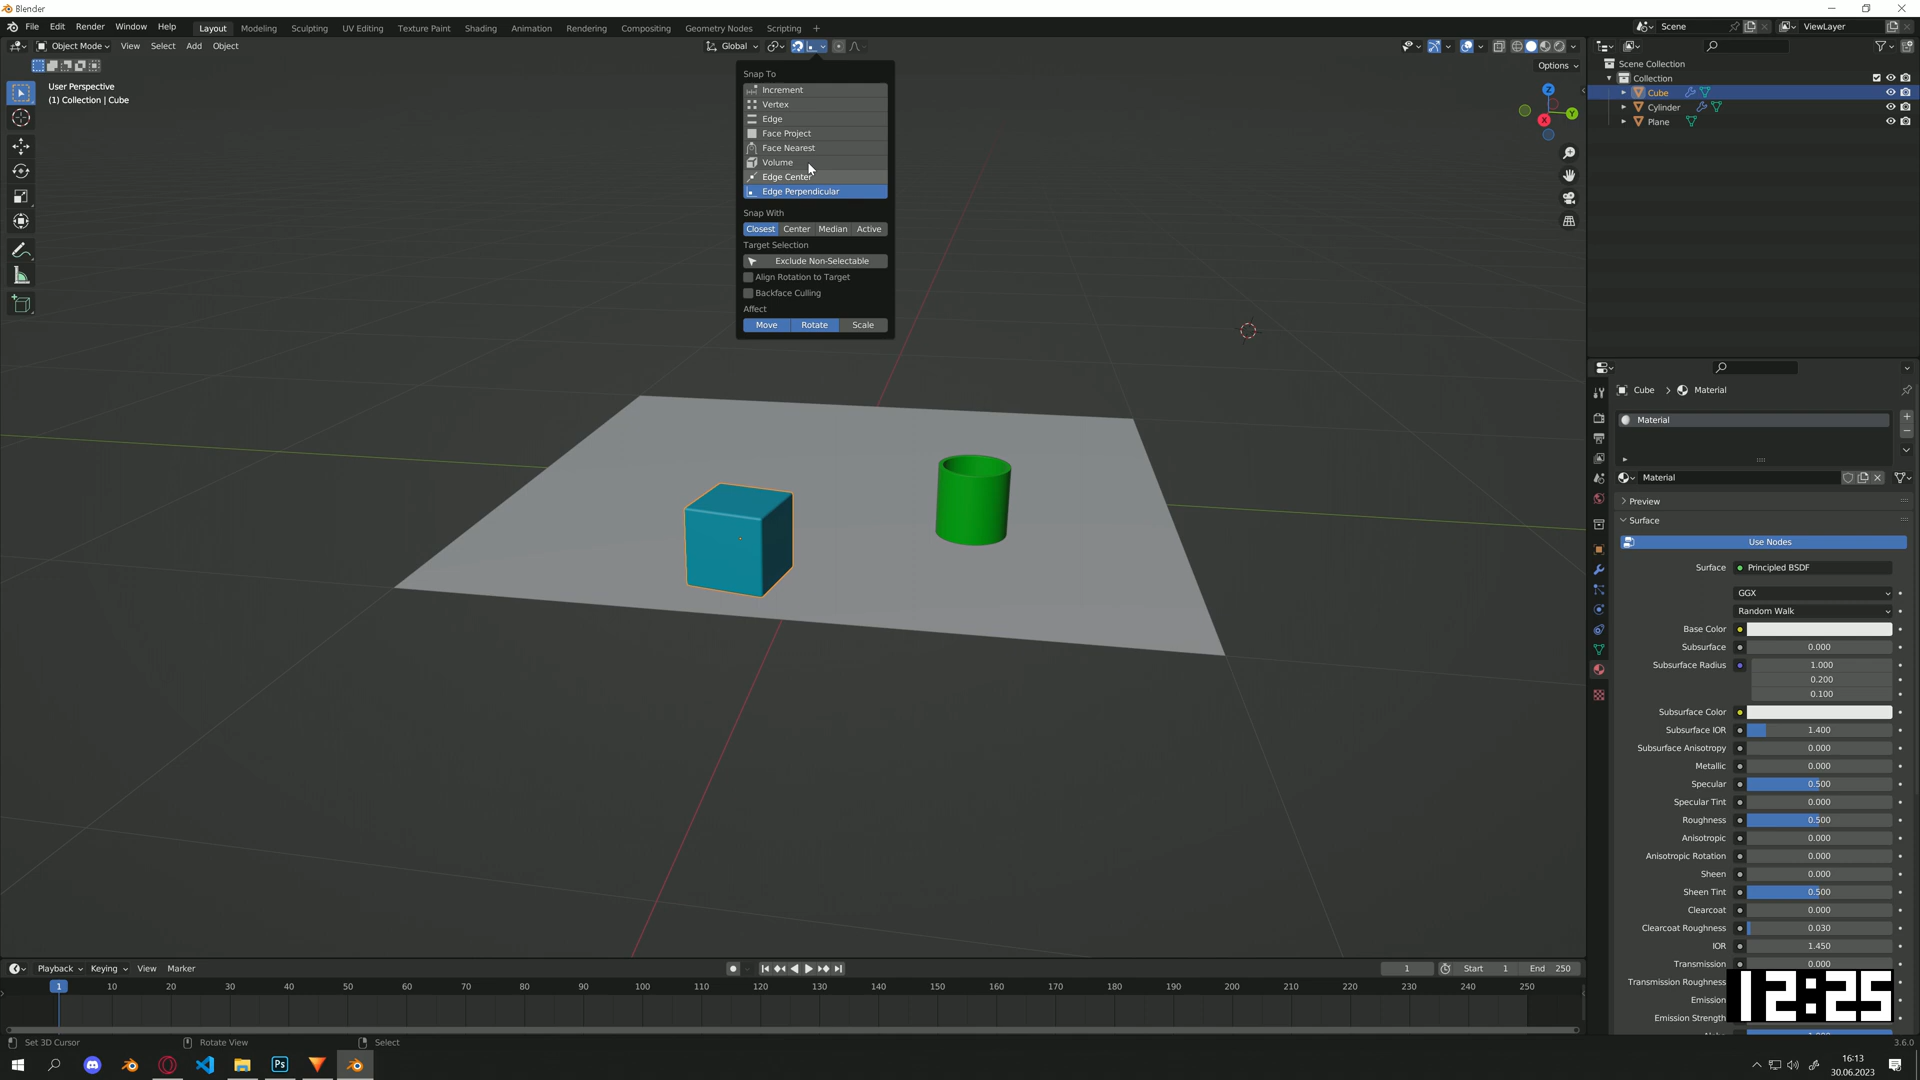 Blender
File Edit Render Window Help Layout Modeling Sculpting UV Editing Texture Paint Shading Animation Rendering Compositing Geometry Nodes Scripting + Scene ViewLayer
Object Mode View Select Add Object Global
Options
User Perspective
(1) Collection | Cube
Snap To
Increment
Vertex
Edge
Face Project
Face Nearest
Volume
Edge Center
Edge Perpendicular
Snap With
Closest Center Median Active
Target Selection
Exclude Non-Selectable
Align Rotation to Target
Backface Culling
Affect
Move Rotate Scale
Z
Y
X
Scene Collection
Collection
Cube
Cylinder
Plane
Cube > Material
Material
Material
Preview
Surface
Use Nodes
Surface Principled BSDF
GGX
Random Walk
Base Color
Subsurface 0.000
Subsurface Radius 1.000
0.200
0.100
Subsurface Color
Subsurface IOR 1.400
Subsurface Anisotropy 0.000
Metallic 0.000
Specular 0.500
Specular Tint 0.000
Roughness 0.500
Anisotropic 0.000
Anisotropic Rotation 0.000
Sheen 0.000
Sheen Tint 0.500
Clearcoat 0.000
Clearcoat Roughness 0.030
IOR 1.450
Transmission 0.000
Transmission Roughness
Emission
Emission Strength
12:25
Playback Keying View Marker 1 Start 1 End 250
1 10 20 30 40 50 60 70 80 90 100 110 120 130 140 150 160 170 180 190 200 210 220 230 240 250
Set 3D Cursor Rotate View Select 3.6.0
Ps
16:13
30.06.2023